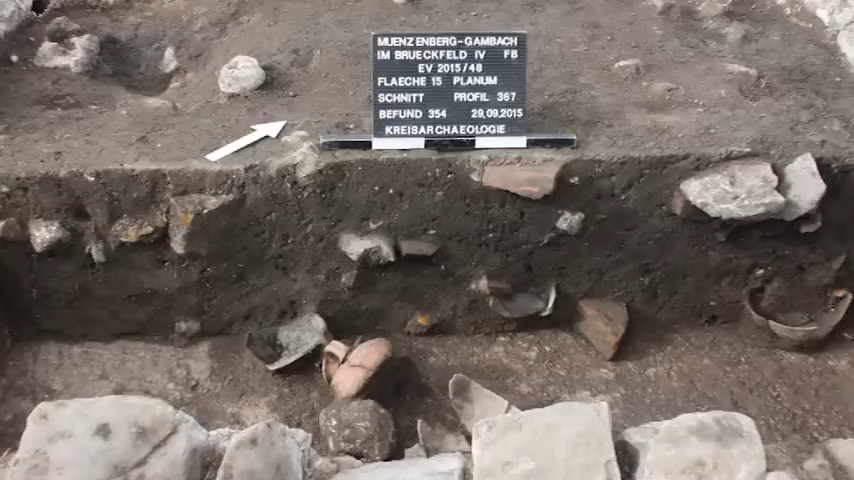 MUENZENBERG-GAMBACH
IM BRUECKFELD IV FB
EV 2015/48
FLAECHE 15 PLANUM
SCHNITT PROFIL 367
BEFUND 354 29.09.2015
KREISARCHAEOLOGIE